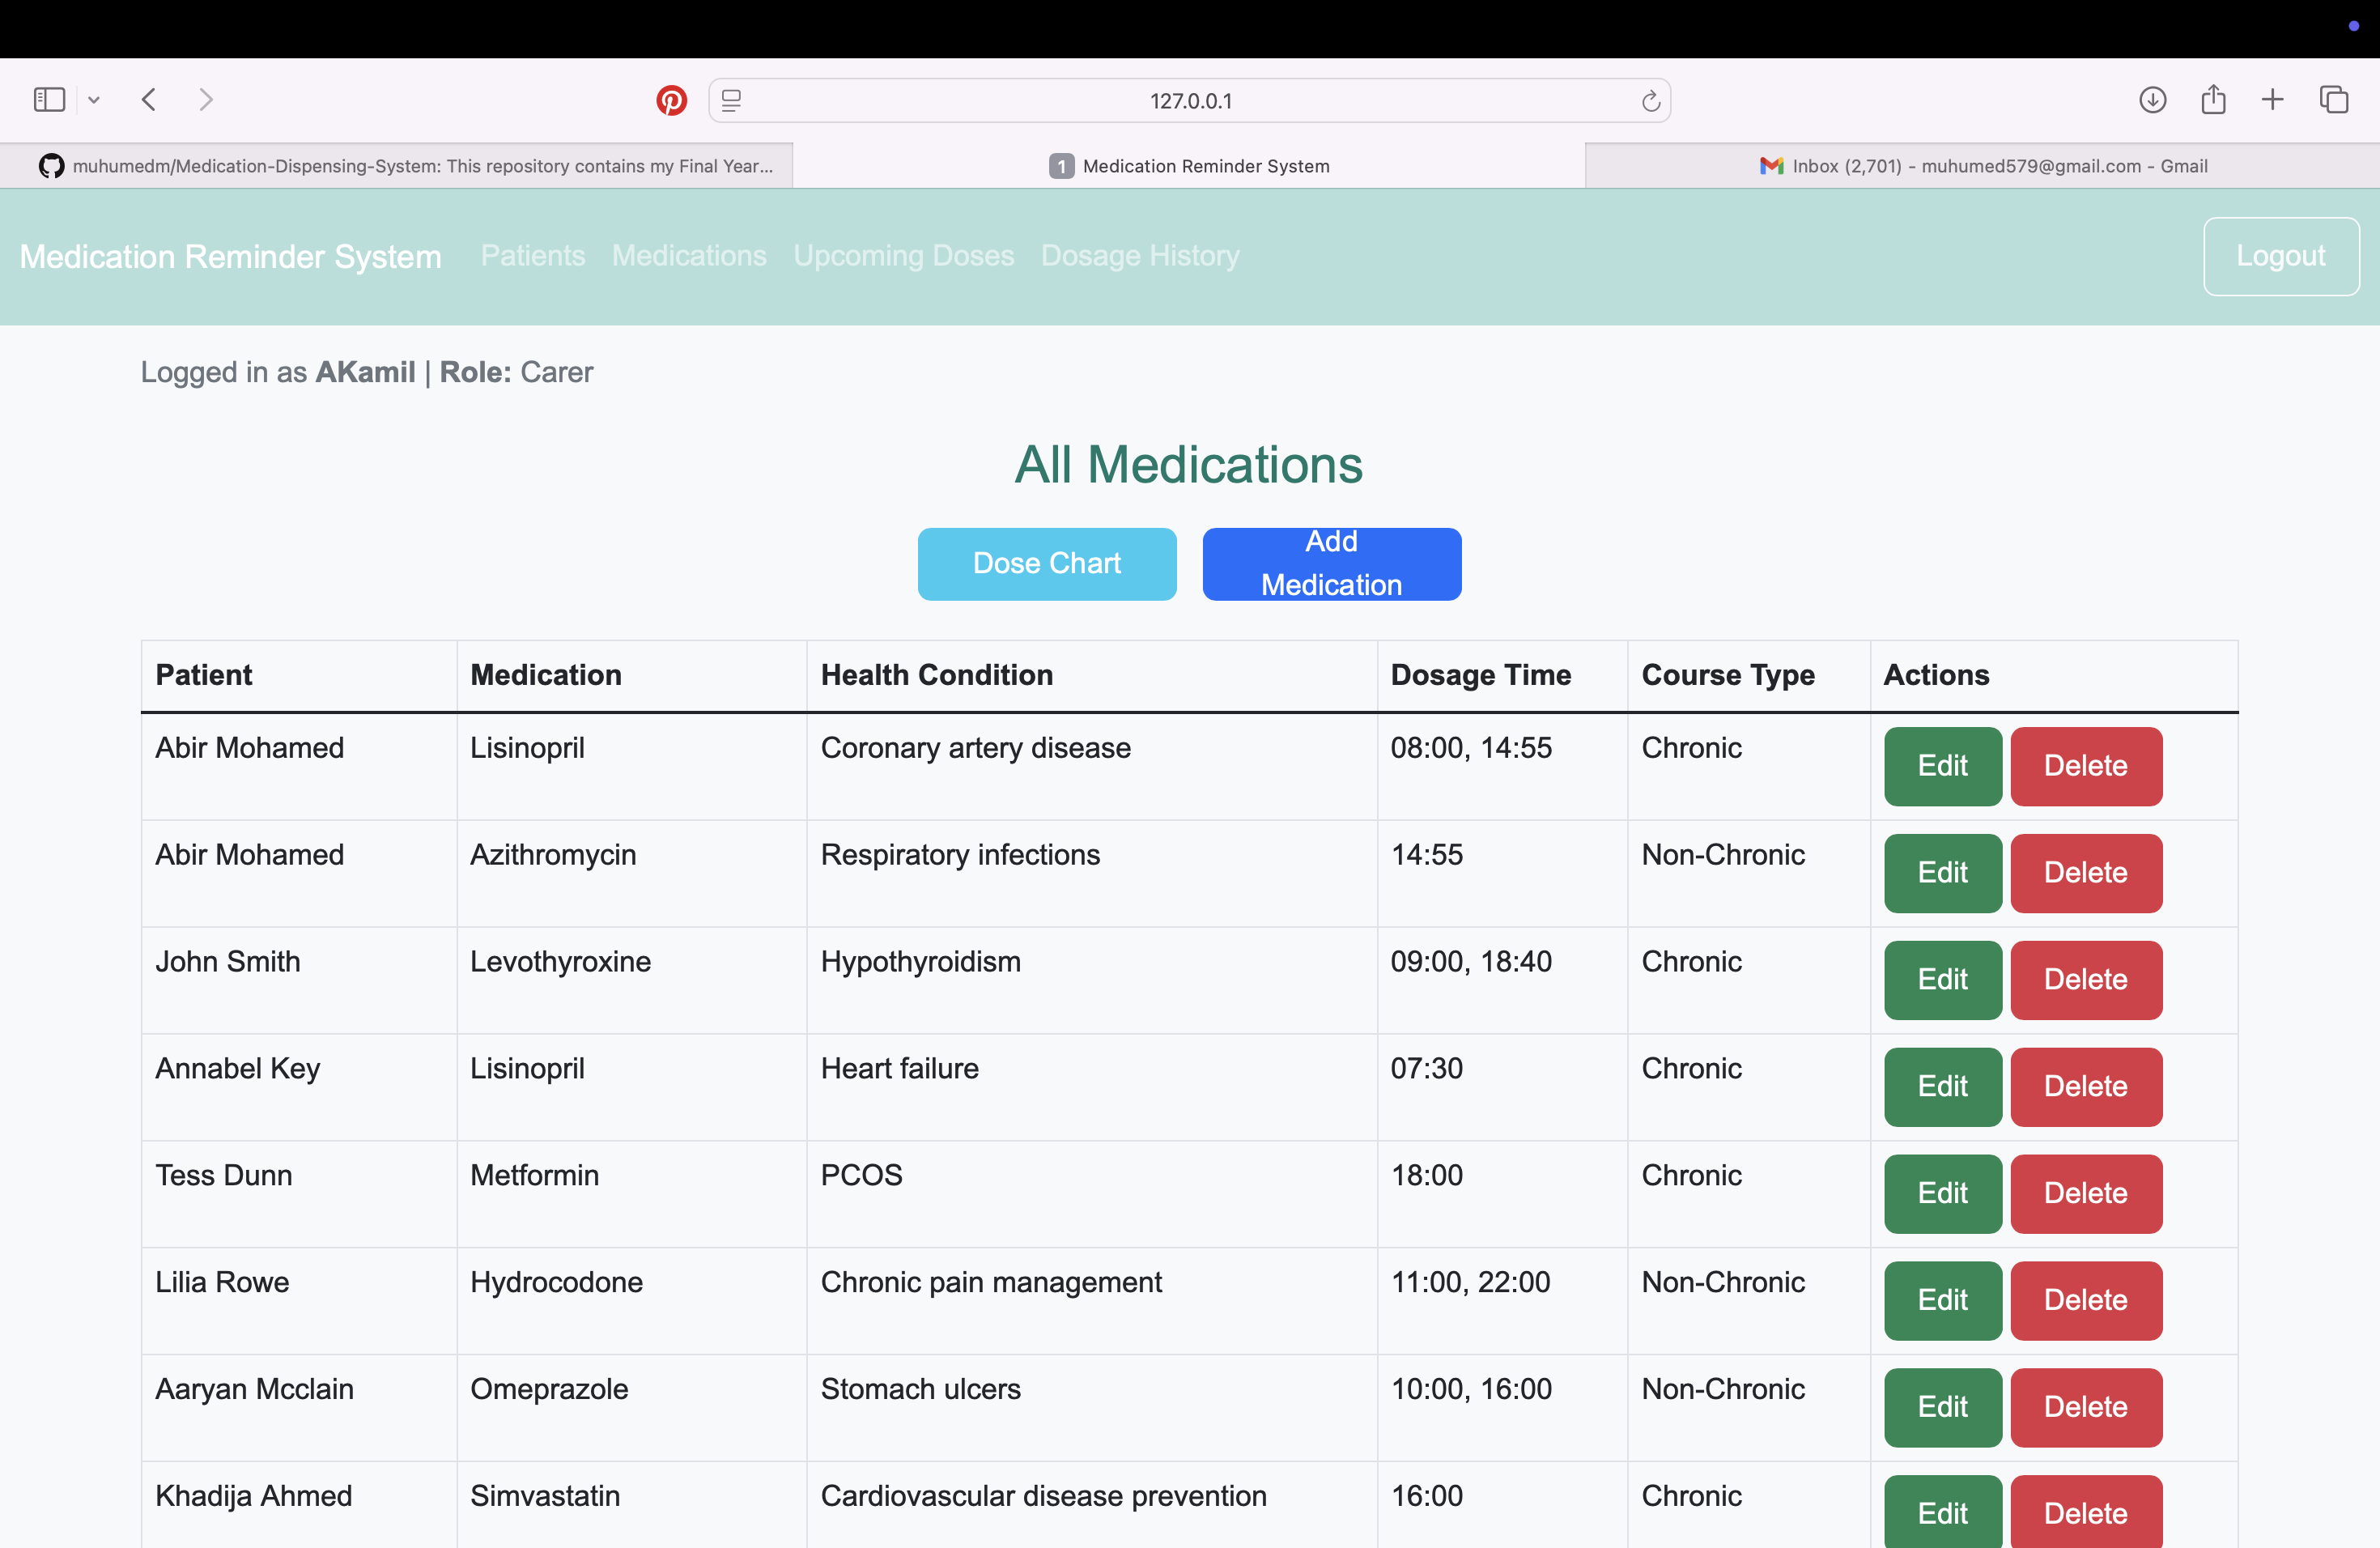 127.0.0.1
muhumedm/Medication-Dispensing-System: This repository contains my Final Year...
1 Medication Reminder System
Inbox (2,701) - muhumed579@gmail.com - Gmail
Medication Reminder System Patients Medications Upcoming Doses Dosage History Logout
Logged in as AKamil | Role: Carer
All Medications
Dose Chart
Add
Medication
Patient Medication Health Condition Dosage Time Course Type Actions
Abir Mohamed Lisinopril Coronary artery disease 08:00, 14:55 Chronic Edit Delete
Abir Mohamed Azithromycin Respiratory infections 14:55 Non-Chronic Edit Delete
John Smith Levothyroxine Hypothyroidism 09:00, 18:40 Chronic Edit Delete
Annabel Key Lisinopril Heart failure 07:30 Chronic Edit Delete
Tess Dunn Metformin PCOS 18:00 Chronic Edit Delete
Lilia Rowe Hydrocodone Chronic pain management 11:00, 22:00 Non-Chronic Edit Delete
Aaryan Mcclain Omeprazole Stomach ulcers 10:00, 16:00 Non-Chronic Edit Delete
Khadija Ahmed Simvastatin Cardiovascular disease prevention 16:00 Chronic Edit Delete